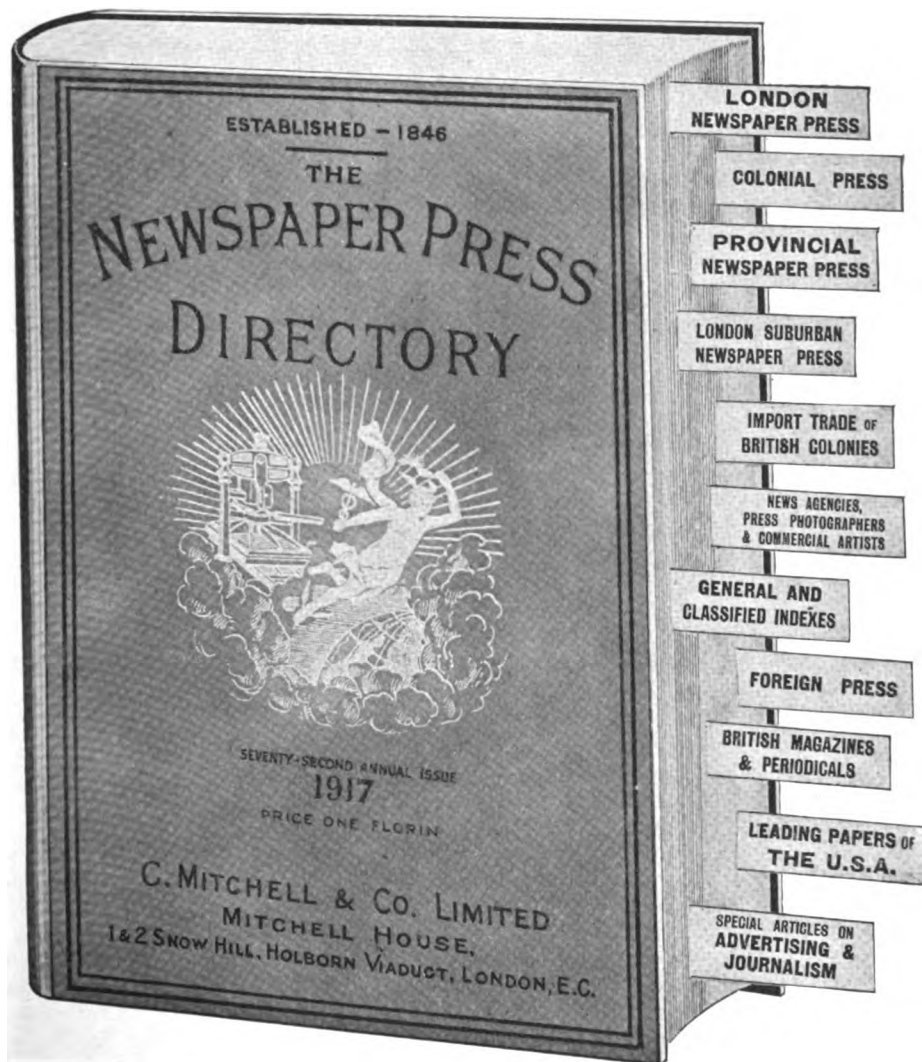 ESTABLISHED – 1846
THE
NEWSPAPER PRESS
DIRECTORY
SEVENTY-SECOND ANNUAL ISSUE
1917
PRICE ONE FLORIN
C. MITCHELL & CO. LIMITED
MITCHELL HOUSE,
1 & 2 SNOW HILL, HOLBORN VIADUCT, LONDON, E.C.
LONDON
NEWSPAPER PRESS
COLONIAL PRESS
PROVINCIAL
NEWSPAPER PRESS
LONDON SUBURBAN
NEWSPAPER PRESS
IMPORT TRADE OF
BRITISH COLONIES
NEWS AGENCIES,
PRESS PHOTOGRAPHERS
& COMMERCIAL ARTISTS
GENERAL AND
CLASSIFIED INDEXES
FOREIGN PRESS
BRITISH MAGAZINES
& PERIODICALS
LEADING PAPERS OF
THE U.S.A.
SPECIAL ARTICLES ON
ADVERTISING &
JOURNALISM